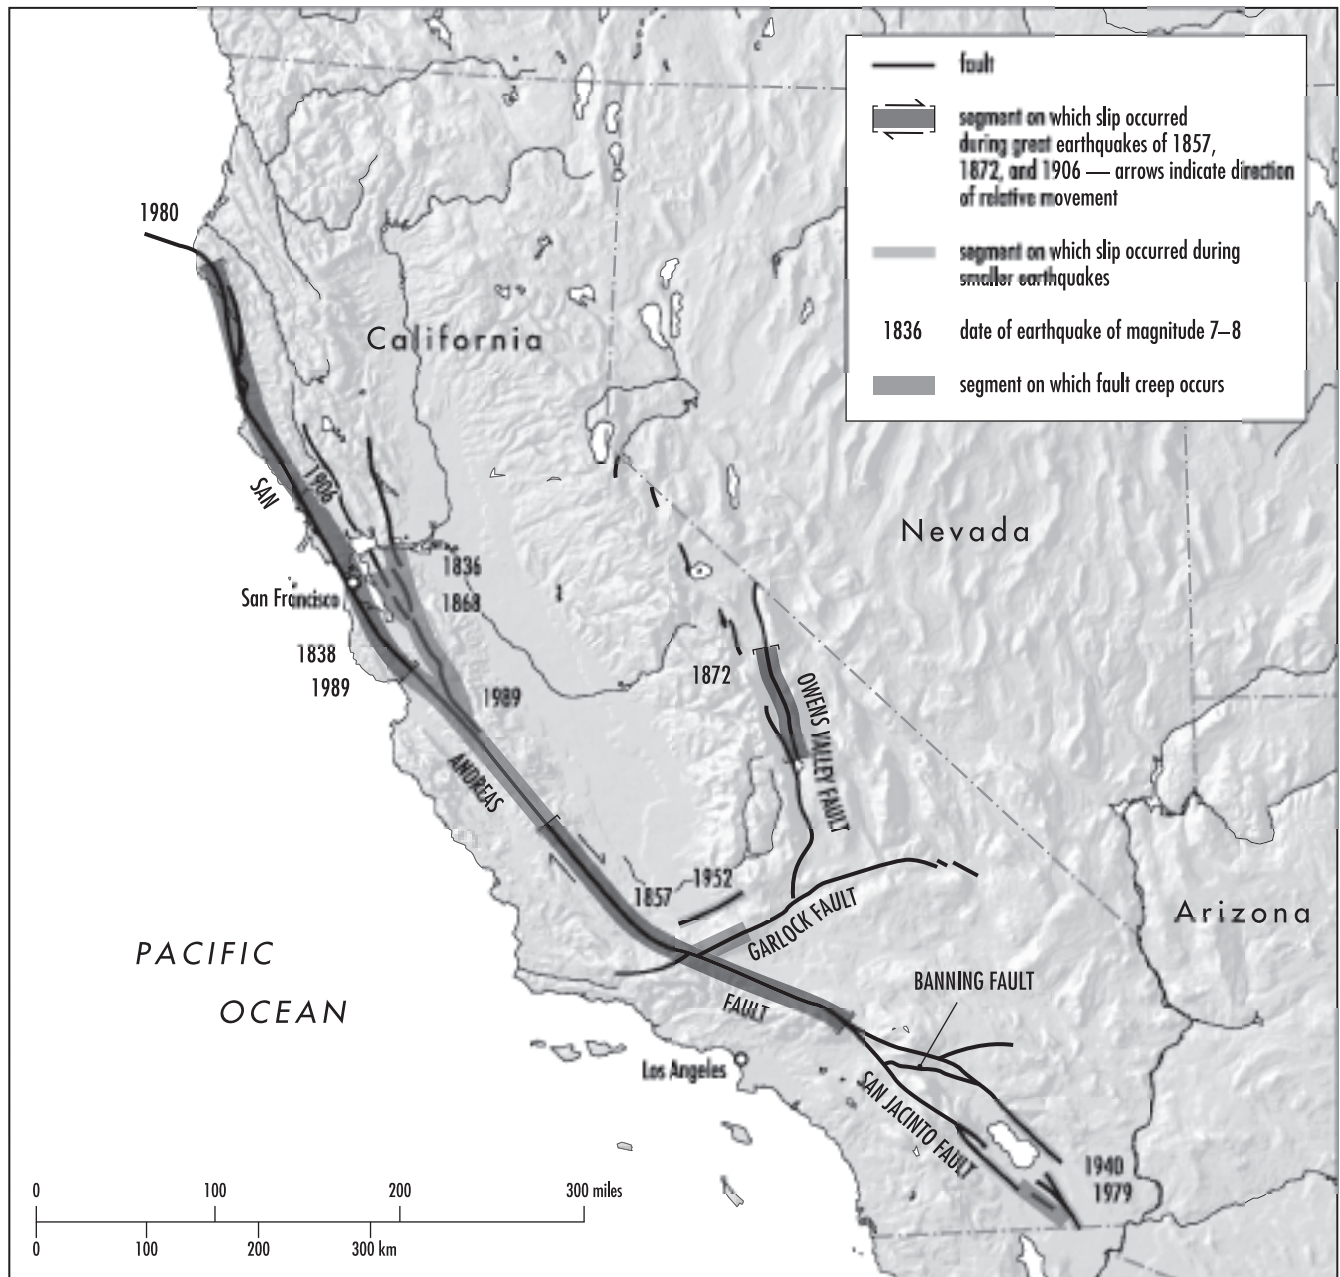 fault
segment on which slip occurred
during great earthquakes of 1857,
1872, and 1906 — arrows indicate direction
of relative movement
segment on which slip occurred during
smaller earthquakes
1836
date of earthquake of magnitude 7–8
segment on which fault creep occurs
1980
California
1906
SAN
Nevada
San Francisco
1836
1868
1838
1989
1872
1989
OWENS VALLEY FAULT
ANDREAS
1857
1952
GARLOCK FAULT
Arizona
PACIFIC
OCEAN
FAULT
BANNING FAULT
Los Angeles
SAN JACINTO FAULT
1940
1979
0 100 200 300 miles
0 100 200 300 km